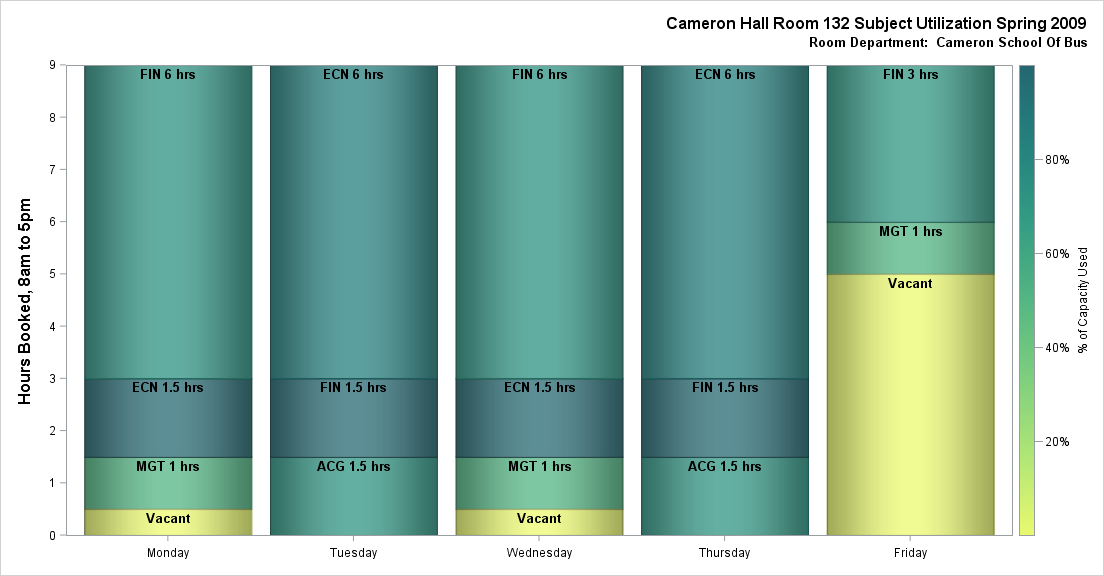 Cameron Hall Room 132 Subject Utilization Spring 2009
Room Department:  Cameron School Of Bus
Hours Booked, 8am to 5pm
9
8
7
6
5
4
3
2
1
0
FIN 6 hrs
ECN 1.5 hrs
MGT 1 hrs
Vacant
ECN 6 hrs
FIN 1.5 hrs
ACG 1.5 hrs
FIN 6 hrs
ECN 1.5 hrs
MGT 1 hrs
Vacant
ECN 6 hrs
FIN 1.5 hrs
ACG 1.5 hrs
FIN 3 hrs
MGT 1 hrs
Vacant
Monday
Tuesday
Wednesday
Thursday
Friday
80%
60%
40%
20%
% of Capacity Used